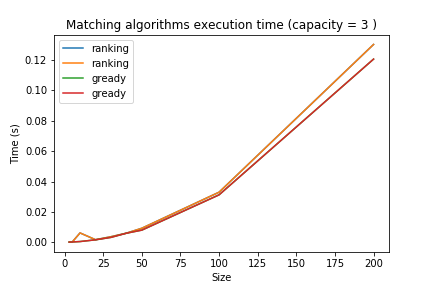 Matching algorithms execution time (capacity = 3 )
ranking
ranking
gready
gready
Time (s)
0.12
0.10
0.08
0.06
0.04
0.02
0.00
0 25 50 75 100 125 150 175 200
Size